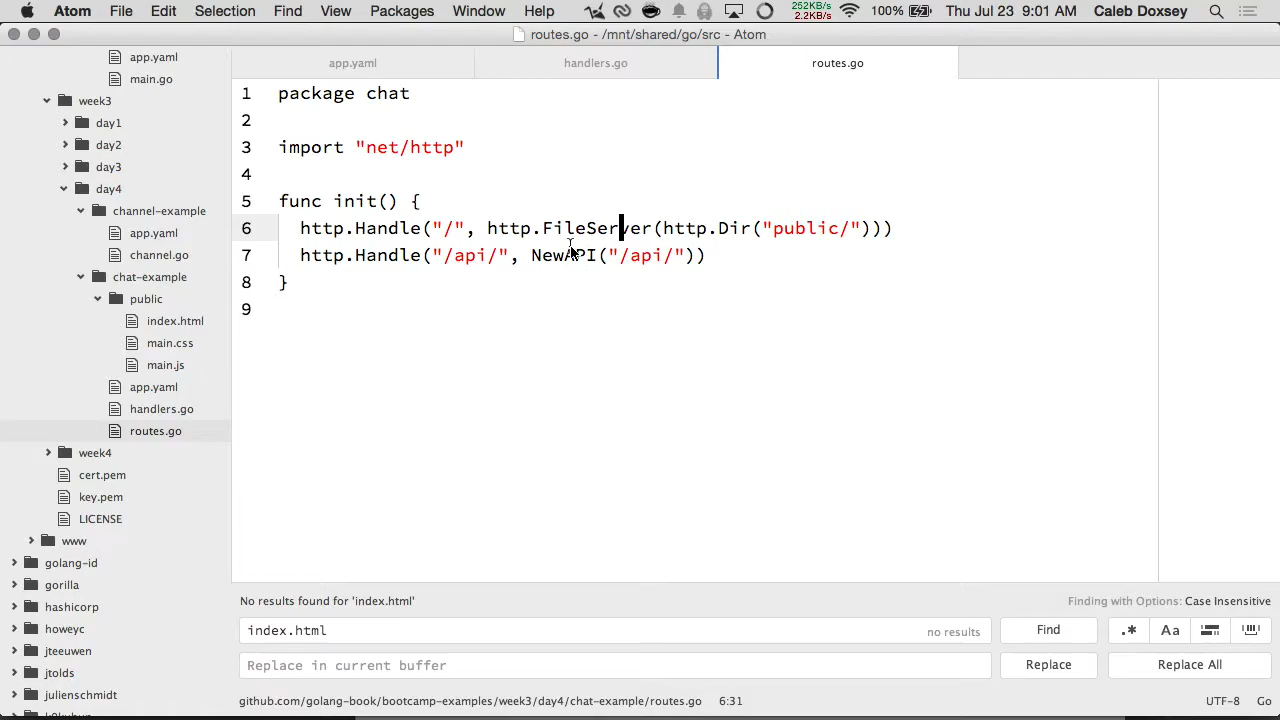 Atom File Edit Selection Find View Packages Window Help 252KB/s 2.2KB/s 100% Thu Jul 23 9:01 AM Caleb Doxsey
routes.go - /mnt/shared/go/src - Atom
app.yaml
main.go
week3
day1
day2
day3
day4
channel-example
app.yaml
channel.go
chat-example
public
index.html
main.css
main.js
app.yaml
handlers.go
routes.go
week4
cert.pem
key.pem
LICENSE
www
golang-id
gorilla
hashicorp
howeyc
jteeuwen
jtolds
julienschmidt
app.yaml handlers.go routes.go
1 package chat
2
3 import "net/http"
4
5 func init() {
6 http.Handle("/", http.FileServer(http.Dir("public/")))
7 http.Handle("/api/", NewAPI("/api/"))
8 }
9
No results found for 'index.html' Finding with Options: Case Insensitive
index.html no results Find .* Aa
Replace in current buffer Replace Replace All
github.com/golang-book/bootcamp-examples/week3/day4/chat-example/routes.go 6:31 UTF-8 Go